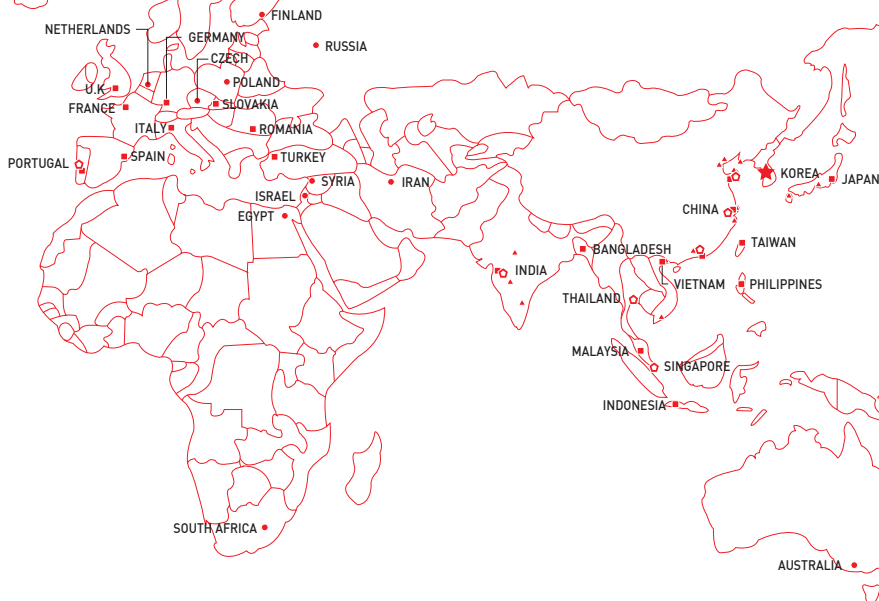 FINLAND
NETHERLANDS
GERMANY
RUSSIA
CZECH
POLAND
U.K
SLOVAKIA
FRANCE
ITALY
ROMANIA
PORTUGAL
SPAIN
TURKEY
SYRIA
IRAN
KOREA
JAPAN
ISRAEL
EGYPT
CHINA
TAIWAN
BANGLADESH
INDIA
VIETNAM
PHILIPPINES
THAILAND
MALAYSIA
SINGAPORE
INDONESIA
SOUTH AFRICA
AUSTRALIA